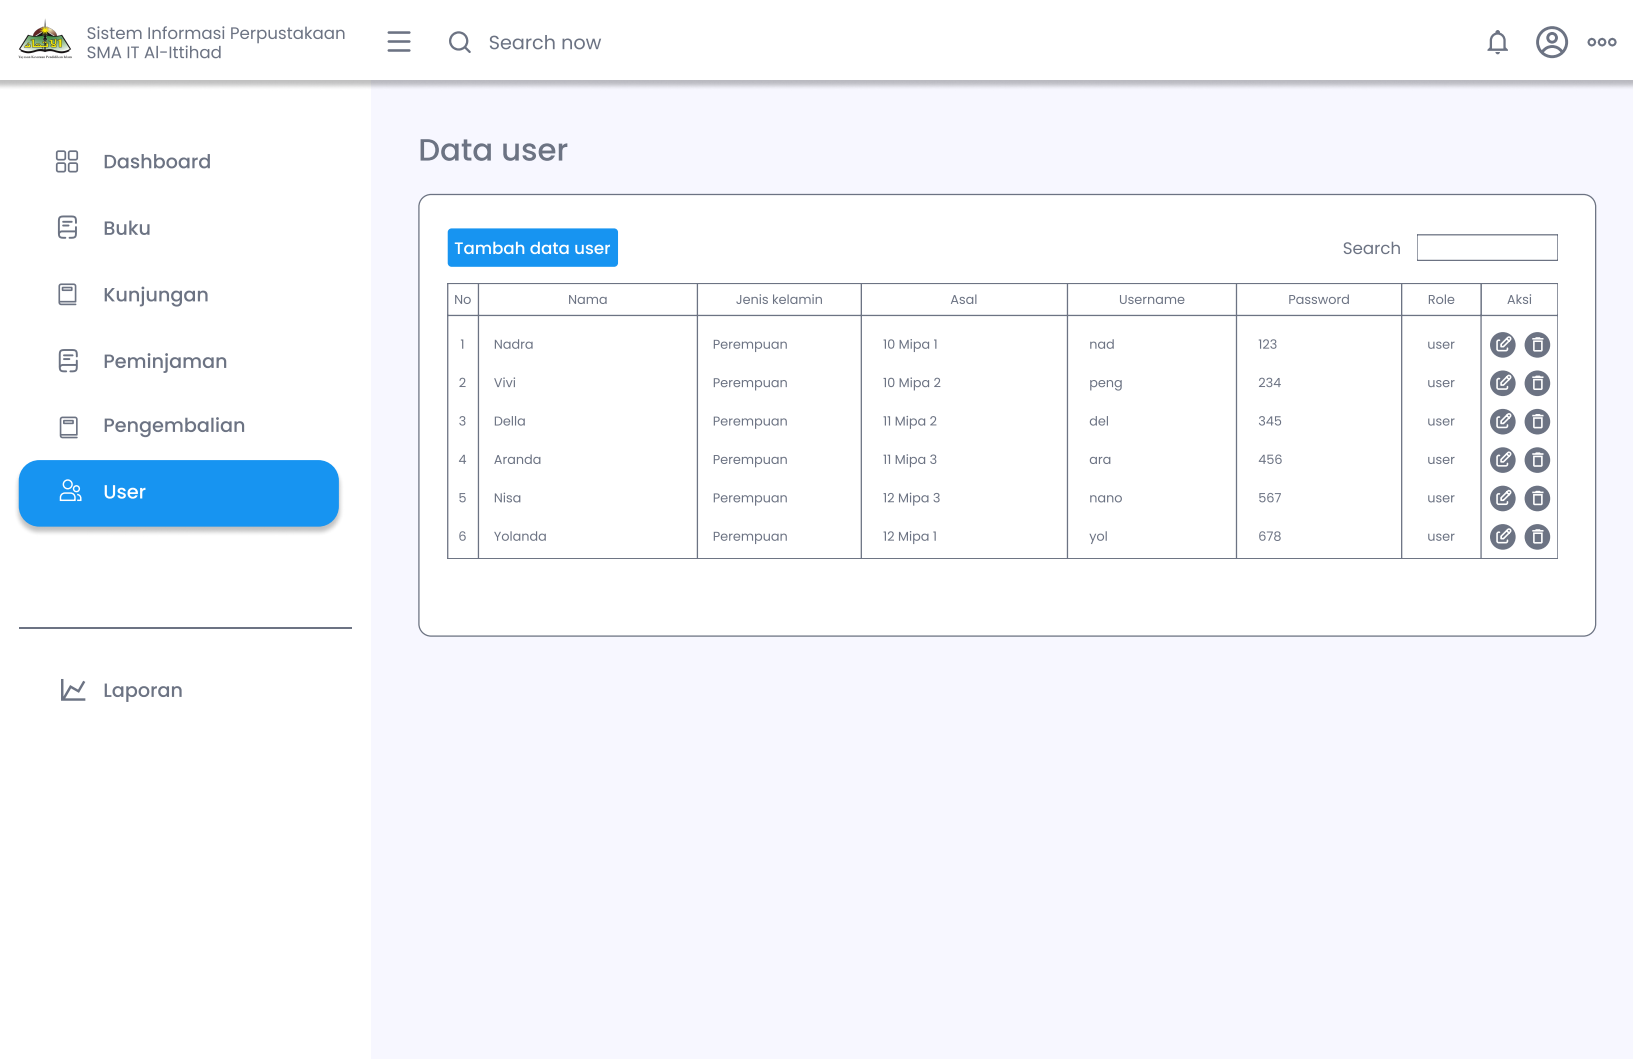 Sistem Informasi Perpustakaan
SMA IT Al-Ittihad
Search now
Dashboard
Buku
Kunjungan
Peminjaman
Pengembalian
User
Laporan
Data user
Tambah data user
Search
No Nama Jenis kelamin Asal Username Password Role Aksi
1 Nadra Perempuan 10 Mipa 1 nad 123 user
2 Vivi Perempuan 10 Mipa 2 peng 234 user
3 Della Perempuan 11 Mipa 2 del 345 user
4 Aranda Perempuan 11 Mipa 3 ara 456 user
5 Nisa Perempuan 12 Mipa 3 nano 567 user
6 Yolanda Perempuan 12 Mipa 1 yol 678 user